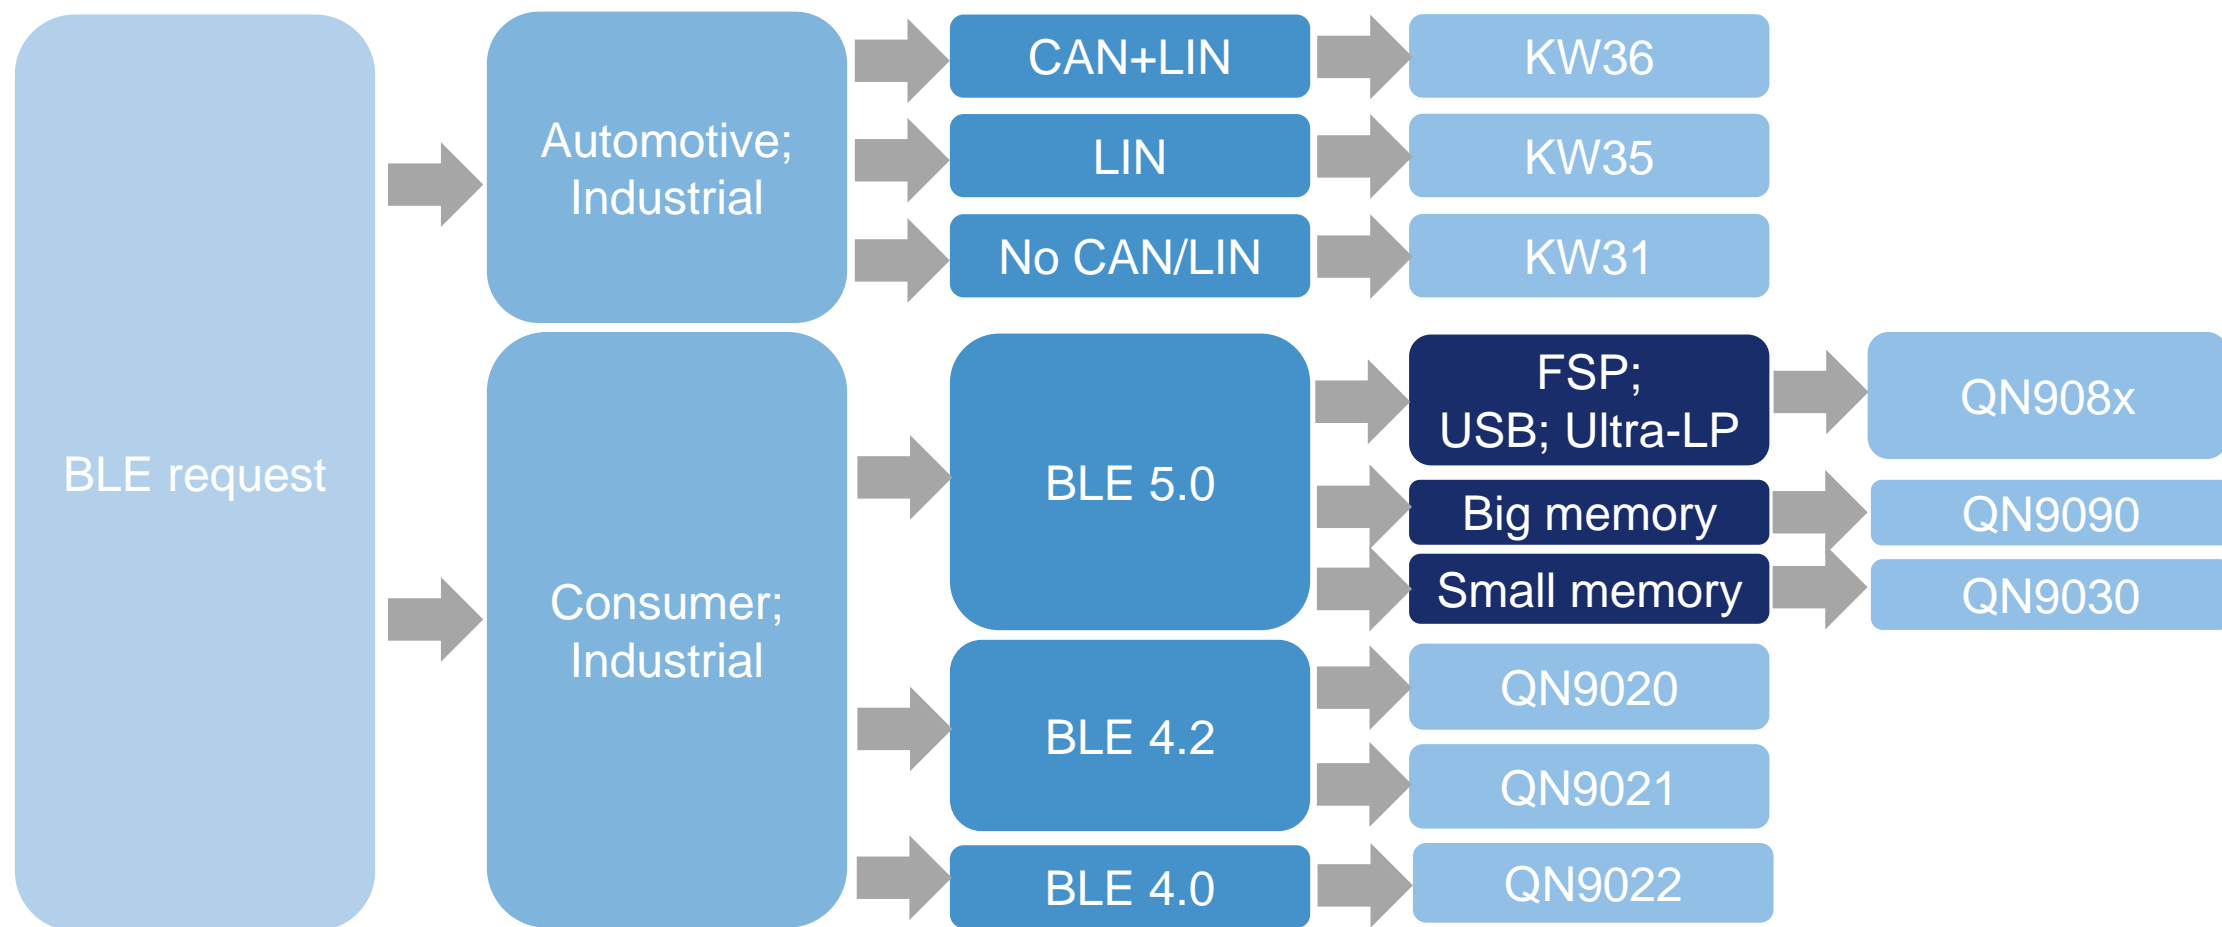 BLE request
Automotive;
Industrial
CAN+LIN
KW36
LIN
KW35
No CAN/LIN
KW31
Consumer;
Industrial
BLE 5.0
FSP;
USB; Ultra-LP
QN908x
Big memory
QN9090
Small memory
QN9030
BLE 4.2
QN9020
QN9021
BLE 4.0
QN9022